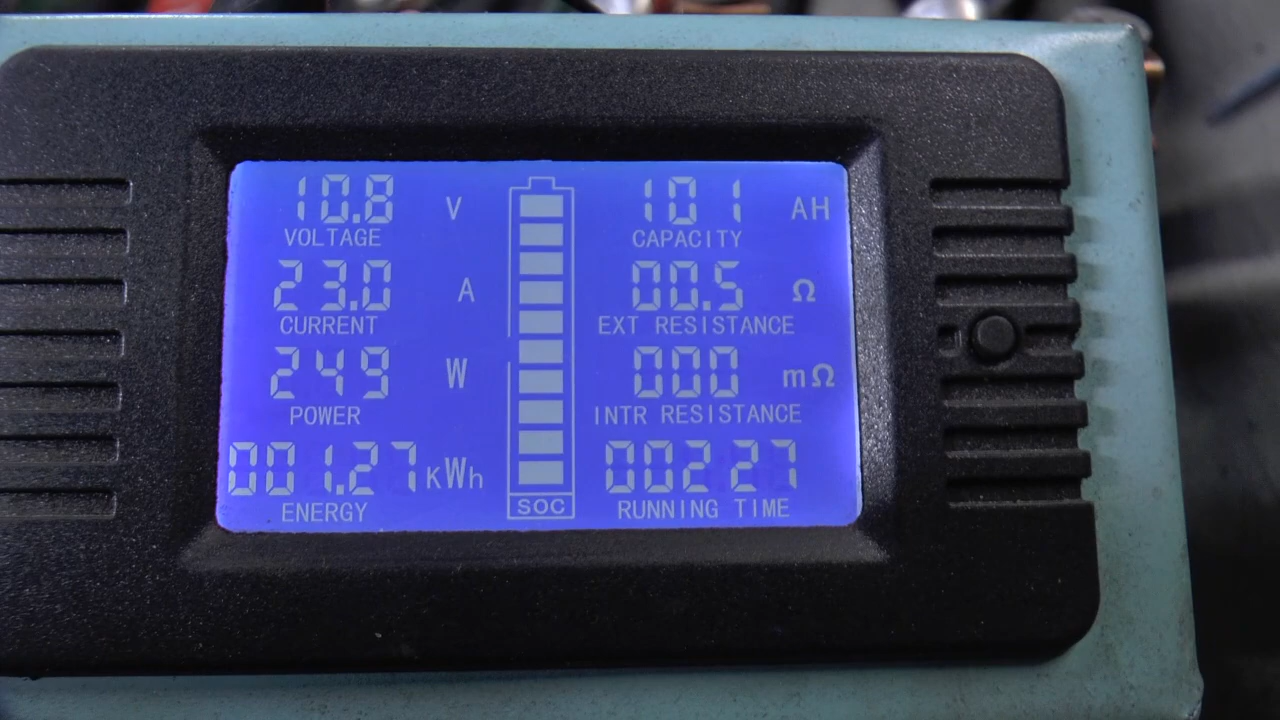 10.8 V
VOLTAGE
23.0 A
CURRENT
249 W
POWER
001.27 KWh
ENERGY
SOC
101 AH
CAPACITY
00.5 Ω
EXT RESISTANCE
000 mΩ
INTR RESISTANCE
00227
RUNNING TIME